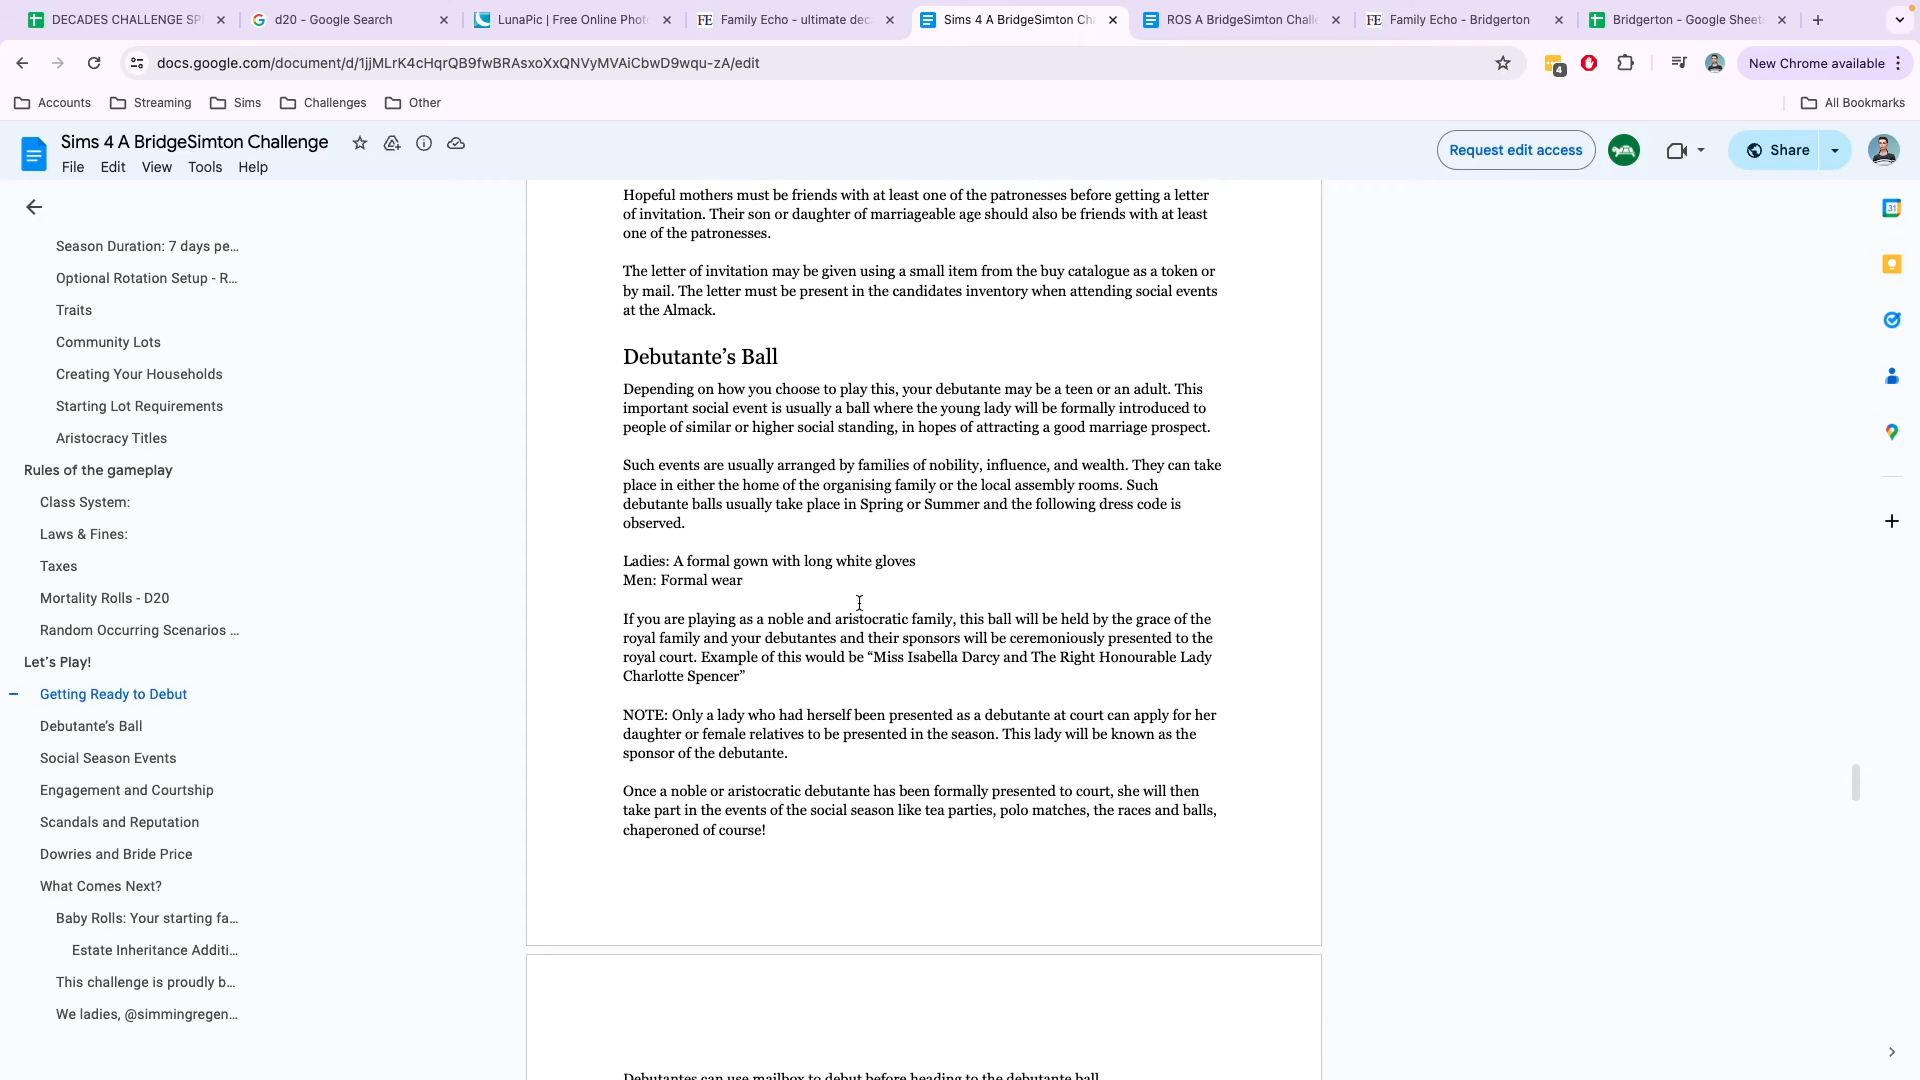 DECADES CHALLENGE SP
d20 - Google Search
LunaPic | Free Online Phot
FE Family Echo - ultimate dec
Sims 4 A BridgeSimton Ch
ROS A BridgeSimton Chall
FE Family Echo - Bridgerton
Bridgerton - Google Sheet
docs.google.com/document/d/1jjMLrK4cHqrQB9fwBRAsxoXxQNVyMVAiCbwD9wqu-zA/edit
4
New Chrome available
Accounts
Streaming
Sims
Challenges
Other
All Bookmarks
Sims 4 A BridgeSimton Challenge
File Edit View Tools Help
Request edit access
Share
31
Season Duration: 7 days pe...
Optional Rotation Setup - R...
Traits
Community Lots
Creating Your Households
Starting Lot Requirements
Aristocracy Titles
Rules of the gameplay
Class System:
Laws & Fines:
Taxes
Mortality Rolls - D20
Random Occurring Scenarios ...
Let's Play!
Getting Ready to Debut
Debutante's Ball
Social Season Events
Engagement and Courtship
Scandals and Reputation
Dowries and Bride Price
What Comes Next?
Baby Rolls: Your starting fa...
Estate Inheritance Additi...
This challenge is proudly b...
We ladies, @simmingregen...
Hopeful mothers must be friends with at least one of the patronesses before getting a letter
of invitation. Their son or daughter of marriageable age should also be friends with at least
one of the patronesses.
The letter of invitation may be given using a small item from the buy catalogue as a token or
by mail. The letter must be present in the candidates inventory when attending social events
at the Almack.
Debutante's Ball
Depending on how you choose to play this, your debutante may be a teen or an adult. This
important social event is usually a ball where the young lady will be formally introduced to
people of similar or higher social standing, in hopes of attracting a good marriage prospect.
Such events are usually arranged by families of nobility, influence, and wealth. They can take
place in either the home of the organising family or the local assembly rooms. Such
debutante balls usually take place in Spring or Summer and the following dress code is
observed.
Ladies: A formal gown with long white gloves
Men: Formal wear
If you are playing as a noble and aristocratic family, this ball will be held by the grace of the
royal family and your debutantes and their sponsors will be ceremoniously presented to the
royal court. Example of this would be “Miss Isabella Darcy and The Right Honourable Lady
Charlotte Spencer”
NOTE: Only a lady who had herself been presented as a debutante at court can apply for her
daughter or female relatives to be presented in the season. This lady will be known as the
sponsor of the debutante.
Once a noble or aristocratic debutante has been formally presented to court, she will then
take part in the events of the social season like tea parties, polo matches, the races and balls,
chaperoned of course!
Debutantes can use mailbox to debut before heading to the debutante ball